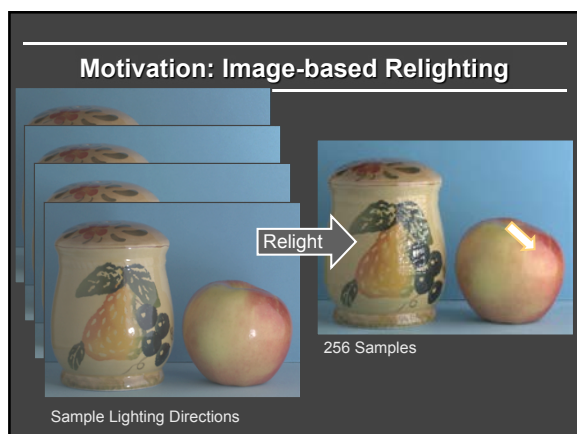 Motivation: Image-based Relighting
Relight
256 Samples
Sample Lighting Directions